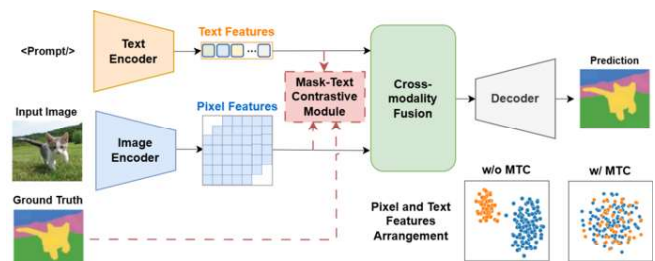 Text Features
<Prompt/>
Text
Encoder
...
Mask-Text
Contrastive
Module
Cross-
modality
Fusion
Decoder
Prediction
Input Image
Image
Encoder
Pixel Features
Ground Truth
Pixel and Text
Features
Arrangement
w/o MTC
w/ MTC